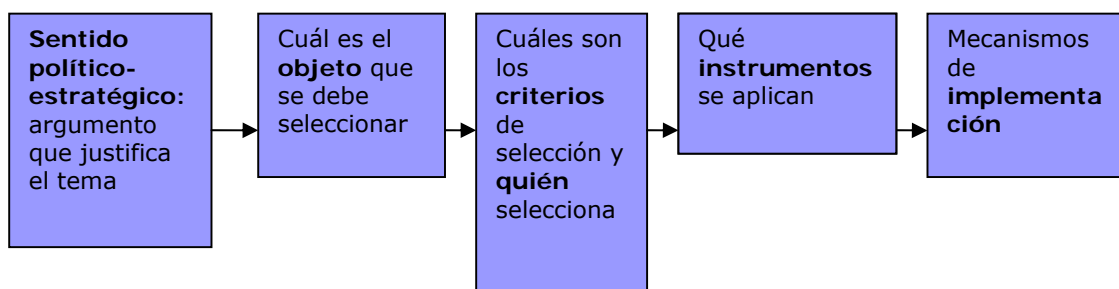 Sentido
político-
estratégico:
argumento
que justifica
el tema
Cuál es el
objeto que
se debe
seleccionar
Cuáles son
los
criterios
de
selección y
quién
selecciona
Qué
instrumentos
se aplican
Mecanismos
de
implementa
ción